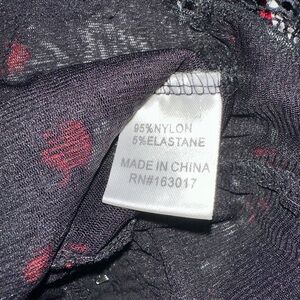 95%NYLON
5%ELASTANE
MADE IN CHINA
RN#163017